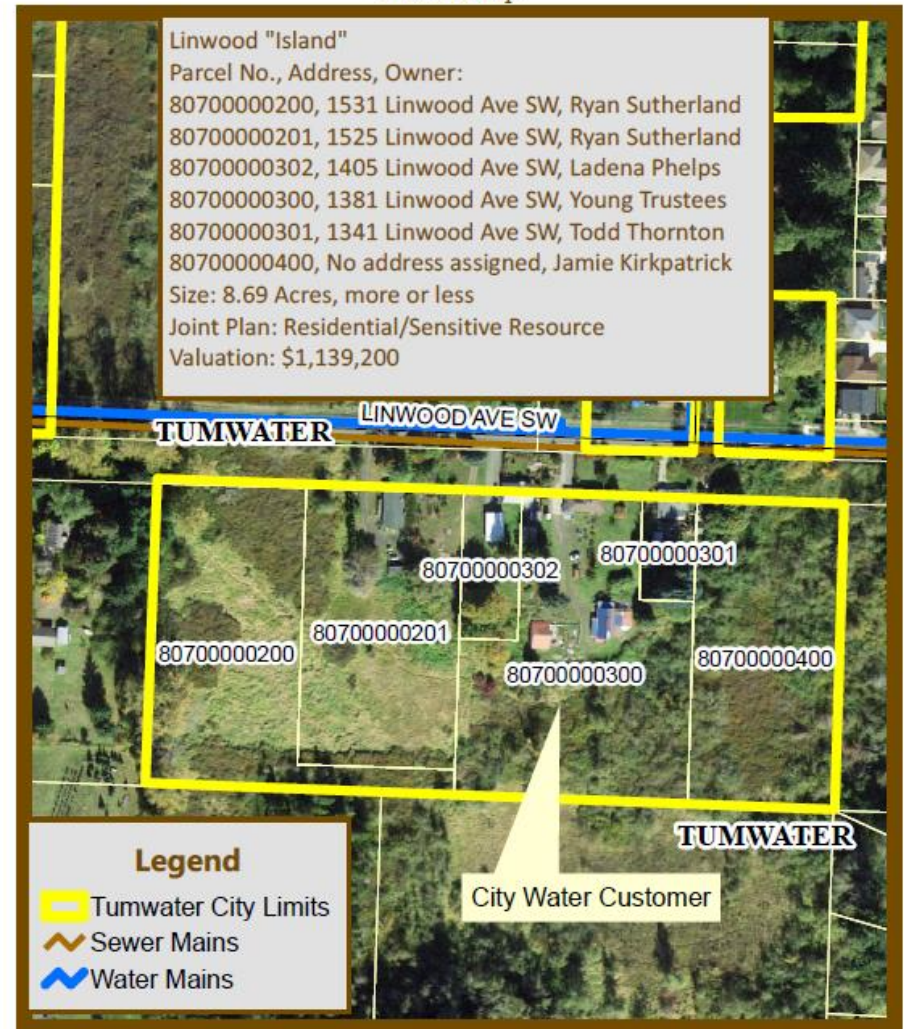 Linwood "Island"
Parcel No., Address, Owner:
80700000200, 1531 Linwood Ave SW, Ryan Sutherland
80700000201, 1525 Linwood Ave SW, Ryan Sutherland
80700000302, 1405 Linwood Ave SW, Ladena Phelps
80700000300, 1381 Linwood Ave SW, Young Trustees
80700000301, 1341 Linwood Ave SW, Todd Thornton
80700000400, No address assigned, Jamie Kirkpatrick
Size: 8.69 Acres, more or less
Joint Plan: Residential/Sensitive Resource
Valuation: $1,139,200
LINWOOD AVE SW
TUMWATER
80700000302
80700000301
80700000201
80700000200
80700000300
80700000400
TUMWATER
City Water Customer
Legend
Tumwater City Limits
Sewer Mains
Water Mains